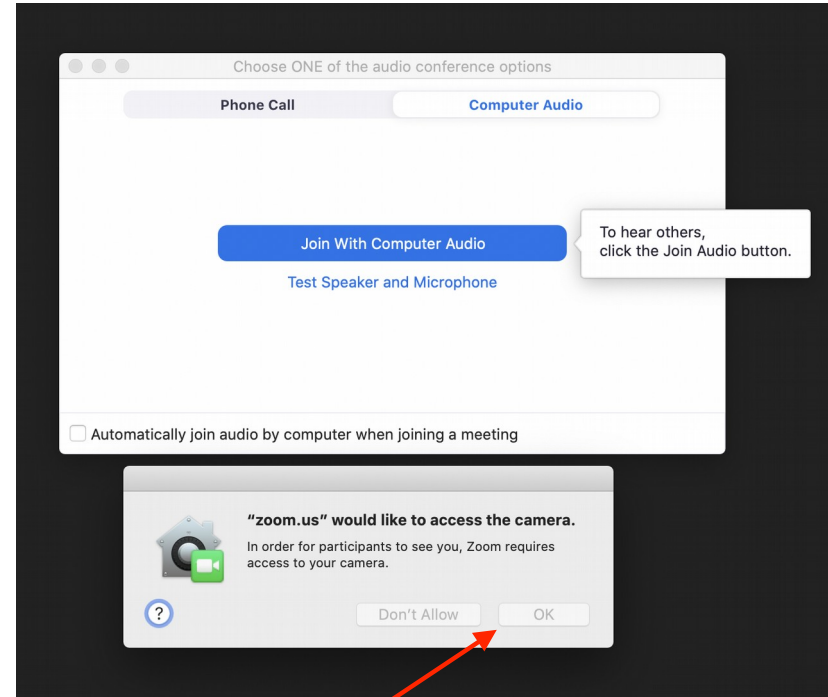 Choose ONE of the audio conference options
Phone Call
Computer Audio
Join With Computer Audio
To hear others,
click the Join Audio button.
Test Speaker and Microphone
Automatically join audio by computer when joining a meeting
“zoom.us” would like to access the camera.
In order for participants to see you, Zoom requires
access to your camera.
?
Don’t Allow
OK